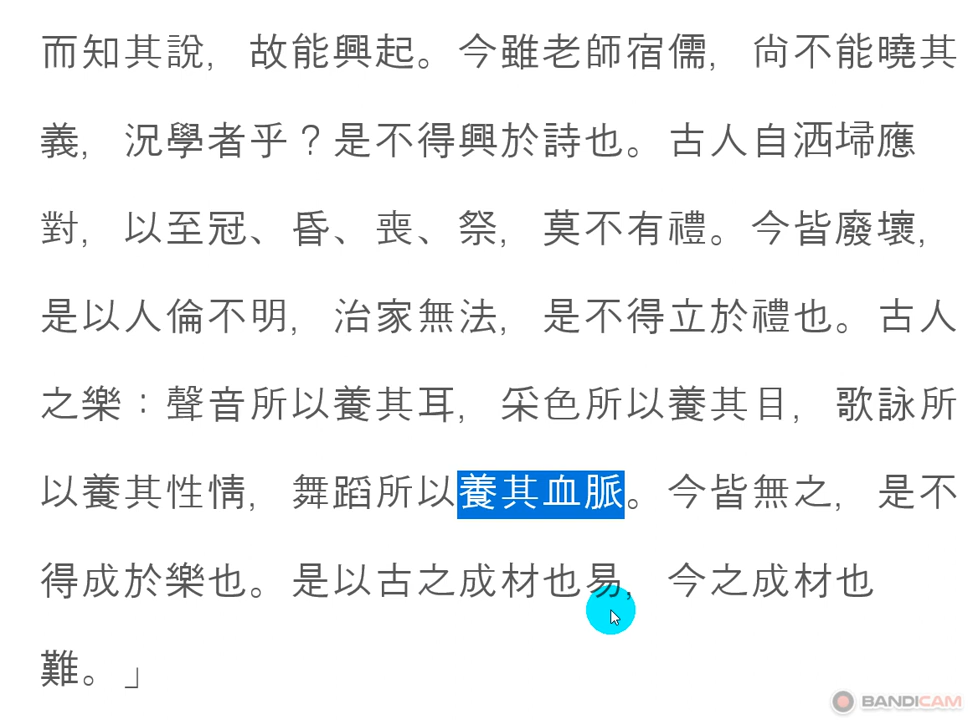 而知其說，故能興起。今雖老師宿儒，尚不能曉其
義，況學者乎？是不得興於詩也。古人自洒埽應
對，以至冠、昏、喪、祭，莫不有禮。今皆廢壞，
是以人倫不明，治家無法，是不得立於禮也。古人
之樂：聲音所以養其耳，采色所以養其目，歌詠所
以養其性情，舞蹈所以養其血脈。今皆無之，是不
得成於樂也。是以古之成材也易，今之成材也
難。」
BANDICAM